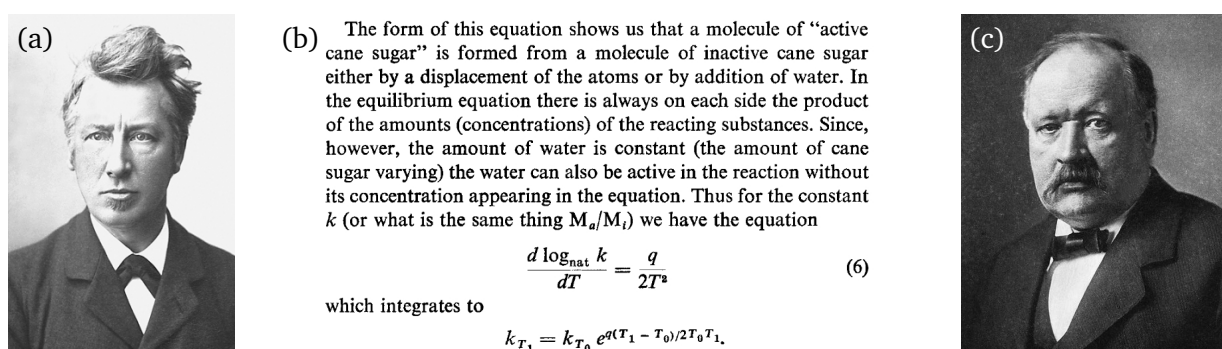 (a)
(b)
The form of this equation shows us that a molecule of “active
cane sugar” is formed from a molecule of inactive cane sugar
either by a displacement of the atoms or by addition of water. In
the equilibrium equation there is always on each side the product
of the amounts (concentrations) of the reacting substances. Since,
however, the amount of water is constant (the amount of cane
sugar varying) the water can also be active in the reaction without
its concentration appearing in the equation. Thus for the constant
k (or what is the same thing Mₐ/Mᵢ) we have the equation
d log_nat k / dT = q / 2T² (6)
which integrates to
k_T₁ = k_T₀ e^q(T₁ − T₀)/2T₀T₁.
(c)